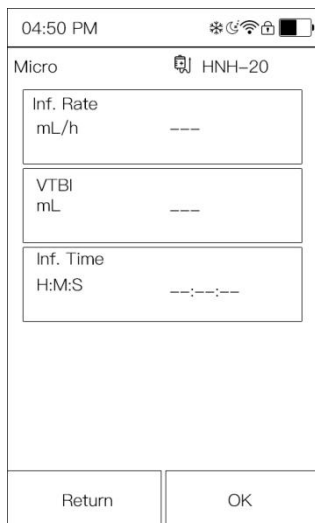 04:50 PM
Micro HNH-20
Inf. Rate
mL/h ---
VTBI
mL ---
Inf. Time
H:M:S --:--:--
Return OK